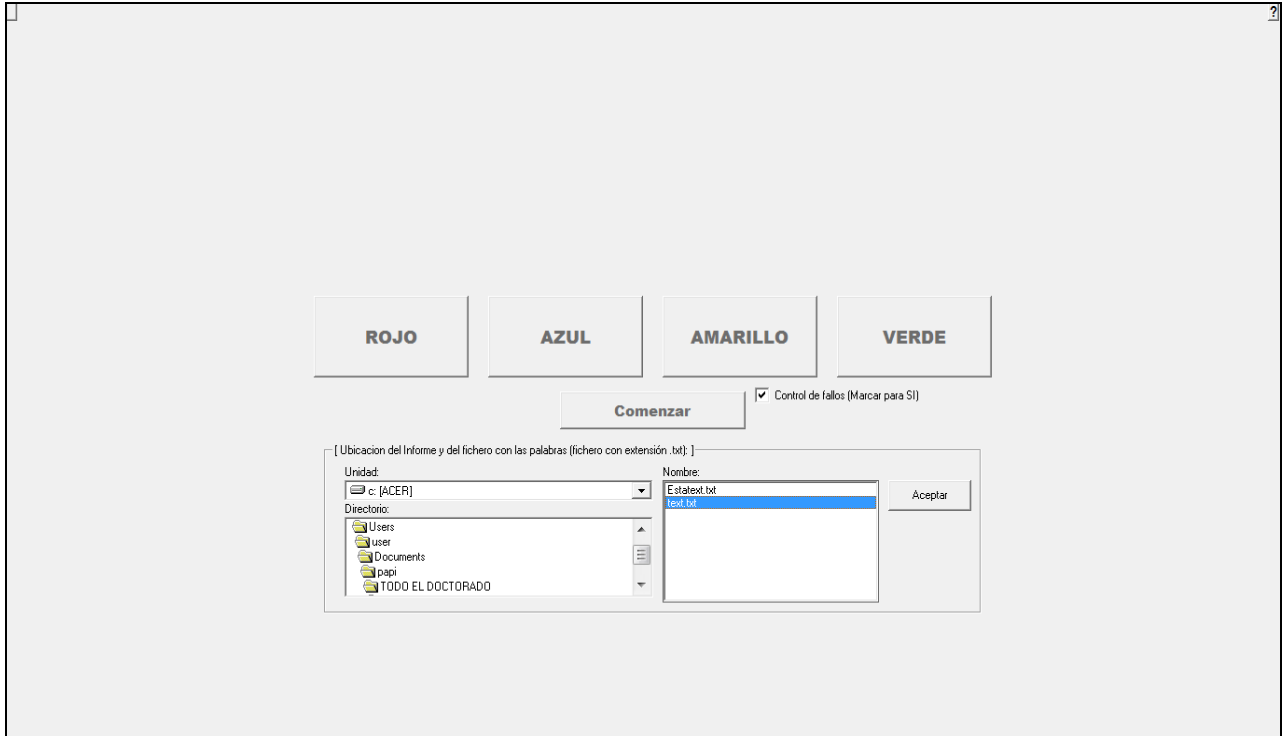 ?
ROJO AZUL AMARILLO VERDE
Comenzar
Control de fallos (Marcar para SI)
[ Ubicacion del Informe y del fichero con las palabras (fichero con extensión .txt): ]
Unidad:
c: [ACER]
Directorio:
Users
user
Documents
papi
TODO EL DOCTORADO
Nombre:
Estatext.txt
text.txt
Aceptar